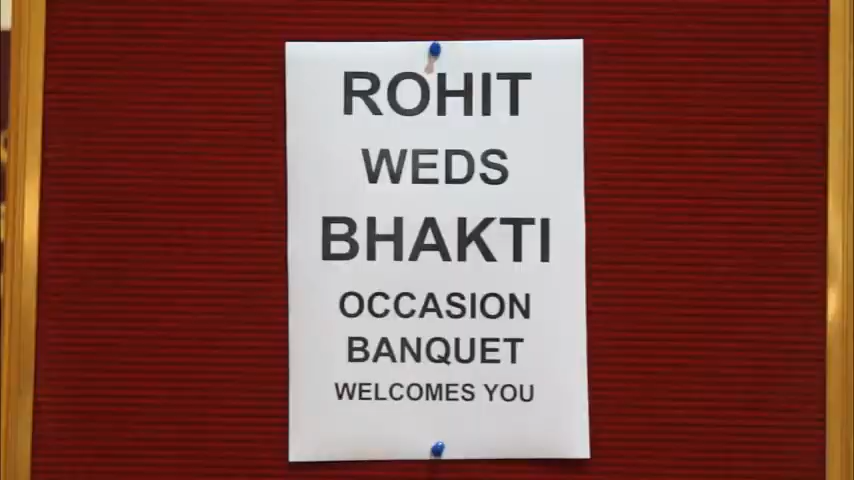 ROHIT
WEDS
BHAKTI
OCCASION
BANQUET
WELCOMES YOU